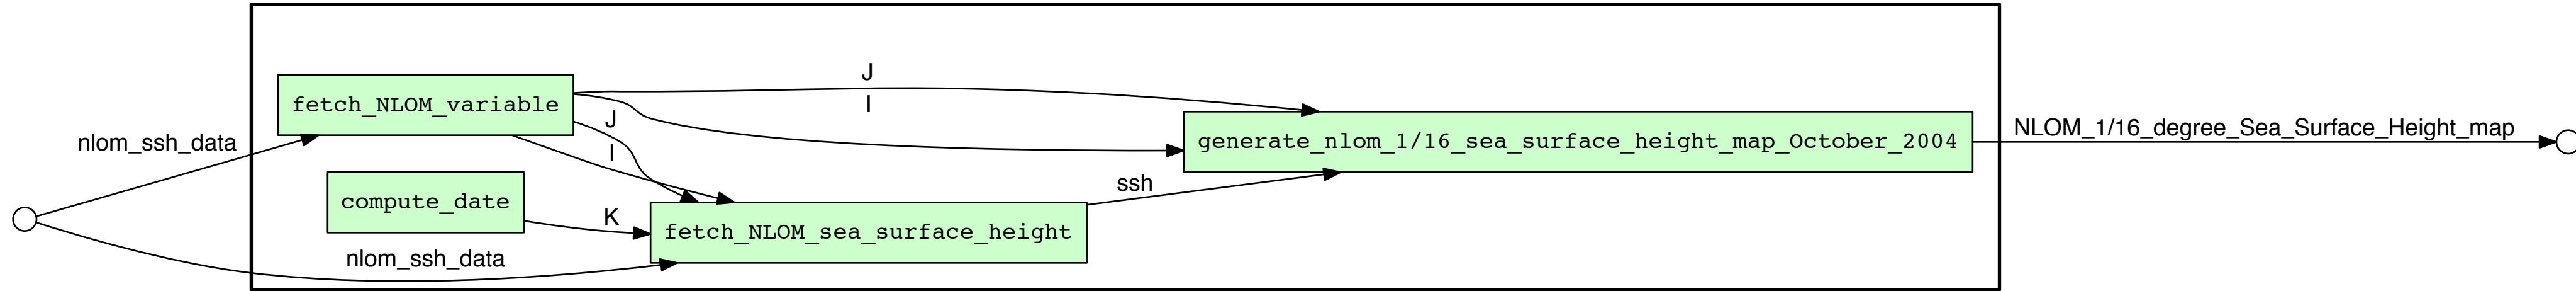 J
fetch_NLOM_variable
I
J
nlom_ssh_data
NLOM_1/16_degree_Sea_Surface_Height_map
generate_nlom_1/16_sea_surface_height_map_October_2004
I
ssh
compute_date
K
fetch_NLOM_sea_surface_height
nlom_ssh_data